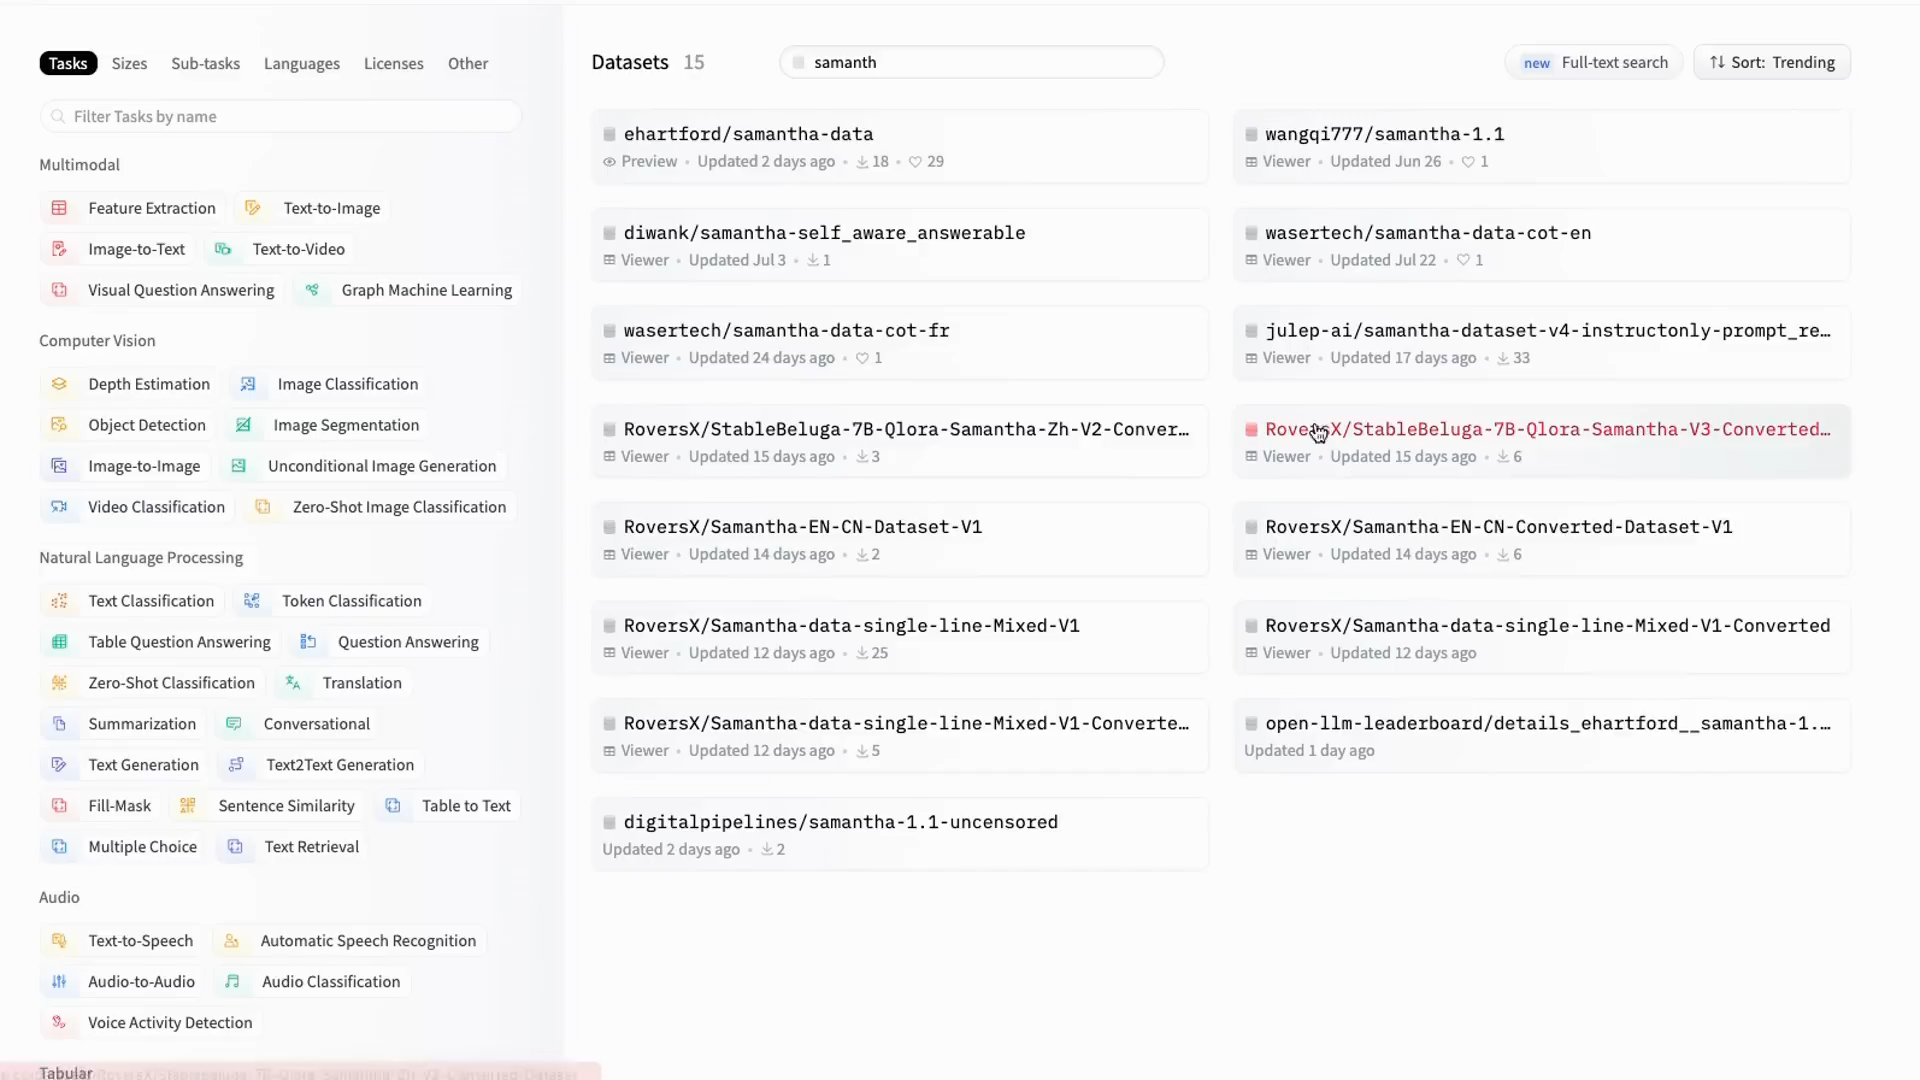 Tasks Sizes Sub-tasks Languages Licenses Other
Filter Tasks by name
Multimodal
Feature Extraction Text-to-Image
Image-to-Text Text-to-Video
Visual Question Answering Graph Machine Learning
Computer Vision
Depth Estimation Image Classification
Object Detection Image Segmentation
Image-to-Image Unconditional Image Generation
Video Classification Zero-Shot Image Classification
Natural Language Processing
Text Classification Token Classification
Table Question Answering Question Answering
Zero-Shot Classification Translation
Summarization Conversational
Text Generation Text2Text Generation
Fill-Mask Sentence Similarity Table to Text
Multiple Choice Text Retrieval
Audio
Text-to-Speech Automatic Speech Recognition
Audio-to-Audio Audio Classification
Voice Activity Detection
Tabular
Datasets 15 samanth new Full-text search Sort: Trending
ehartford/samantha-data
Preview • Updated 2 days ago • 18 • 29
wangqi777/samantha-1.1
Viewer • Updated Jun 26 • 1
diwank/samantha-self_aware_answerable
Viewer • Updated Jul 3 • 1
wasertech/samantha-data-cot-en
Viewer • Updated Jul 22 • 1
wasertech/samantha-data-cot-fr
Viewer • Updated 24 days ago • 1
julep-ai/samantha-dataset-v4-instructonly-prompt_re…
Viewer • Updated 17 days ago • 33
RoversX/StableBeluga-7B-Qlora-Samantha-Zh-V2-Conver…
Viewer • Updated 15 days ago • 3
RoversX/StableBeluga-7B-Qlora-Samantha-V3-Converted…
Viewer • Updated 15 days ago • 6
RoversX/Samantha-EN-CN-Dataset-V1
Viewer • Updated 14 days ago • 2
RoversX/Samantha-EN-CN-Converted-Dataset-V1
Viewer • Updated 14 days ago • 6
RoversX/Samantha-data-single-line-Mixed-V1
Viewer • Updated 12 days ago • 25
RoversX/Samantha-data-single-line-Mixed-V1-Converted
Viewer • Updated 12 days ago
RoversX/Samantha-data-single-line-Mixed-V1-Converte…
Viewer • Updated 12 days ago • 5
open-llm-leaderboard/details_ehartford__samantha-1.…
Updated 1 day ago
digitalpipelines/samantha-1.1-uncensored
Updated 2 days ago • 2